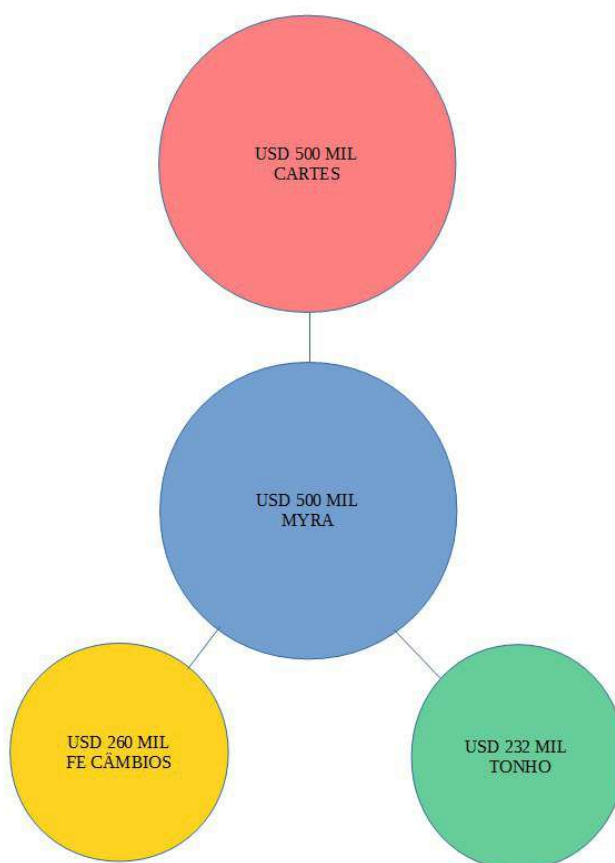 USD 500 MIL
CARTES
USD 500 MIL
MYRA
USD 260 MIL
FE CÂMBIOS
USD 232 MIL
TONHO